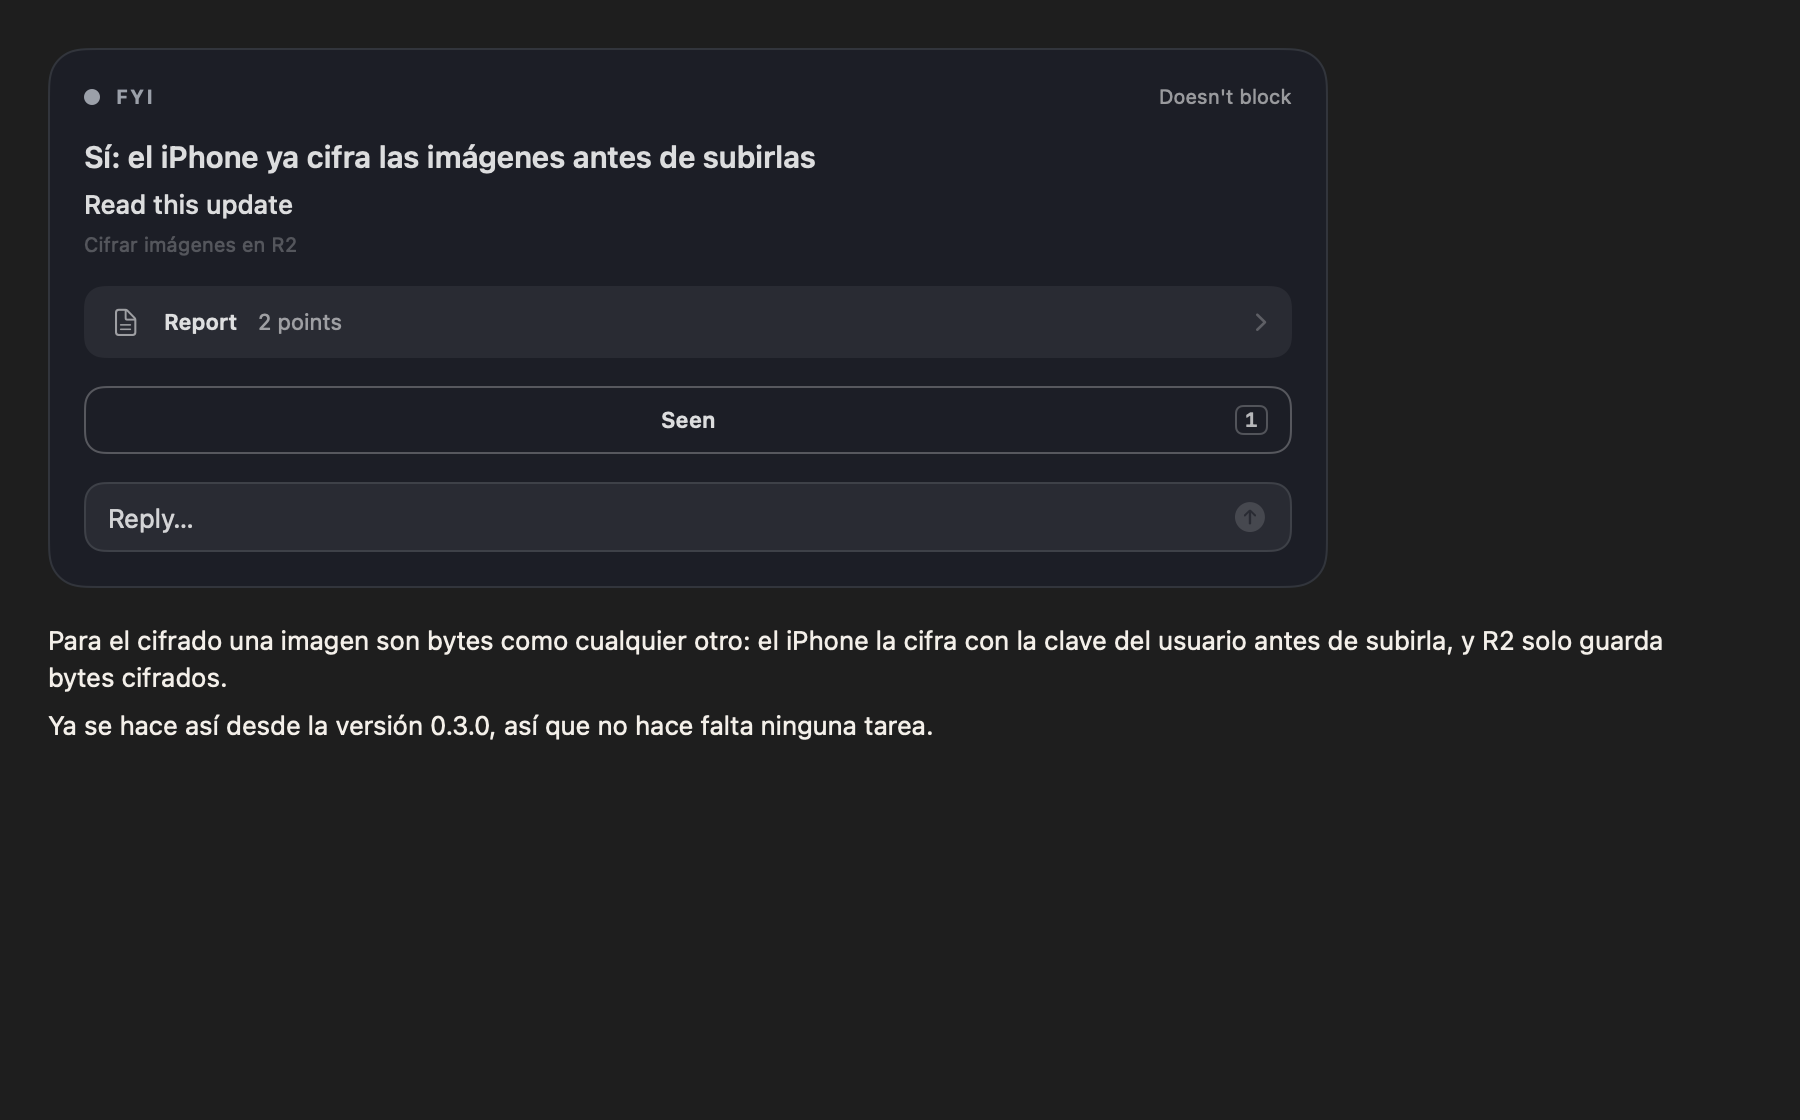 FYI
Doesn't block
Sí: el iPhone ya cifra las imágenes antes de subirlas
Read this update
Cifrar imágenes en R2
Report 2 points
Seen 1
Reply...
Para el cifrado una imagen son bytes como cualquier otro: el iPhone la cifra con la clave del usuario antes de subirla, y R2 solo guarda
bytes cifrados.
Ya se hace así desde la versión 0.3.0, así que no hace falta ninguna tarea.